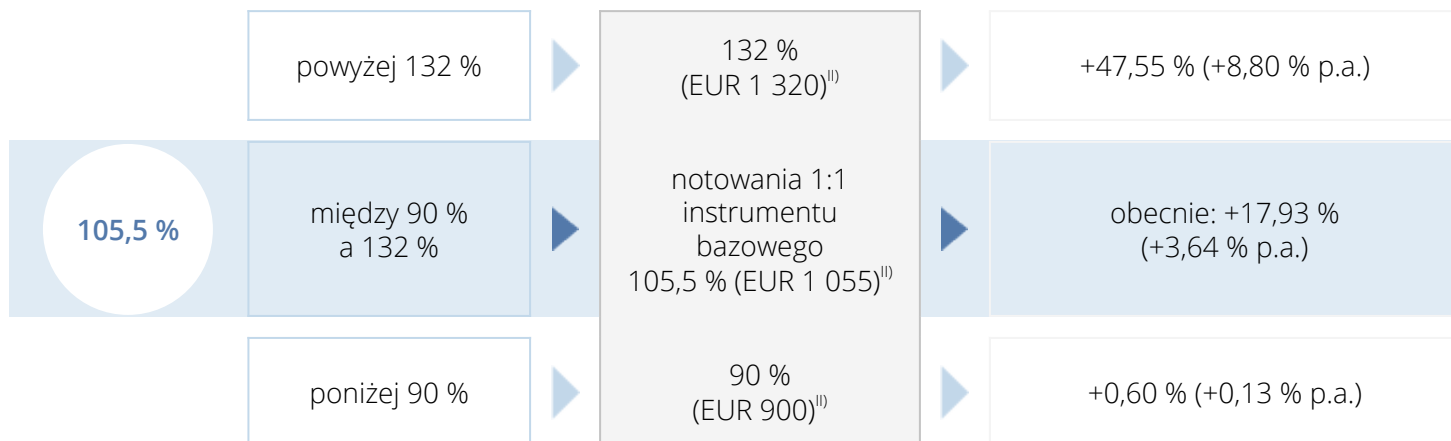 powyżej 132 %
132 %
(EUR 1 320)II)
+47,55 % (+8,80 % p.a.)
105,5 %
między 90 %
a 132 %
notowania 1:1
instrumentu
bazowego
105,5 % (EUR 1 055)II)
obecnie: +17,93 %
(+3,64 % p.a.)
poniżej 90 %
90 %
(EUR 900)II)
+0,60 % (+0,13 % p.a.)